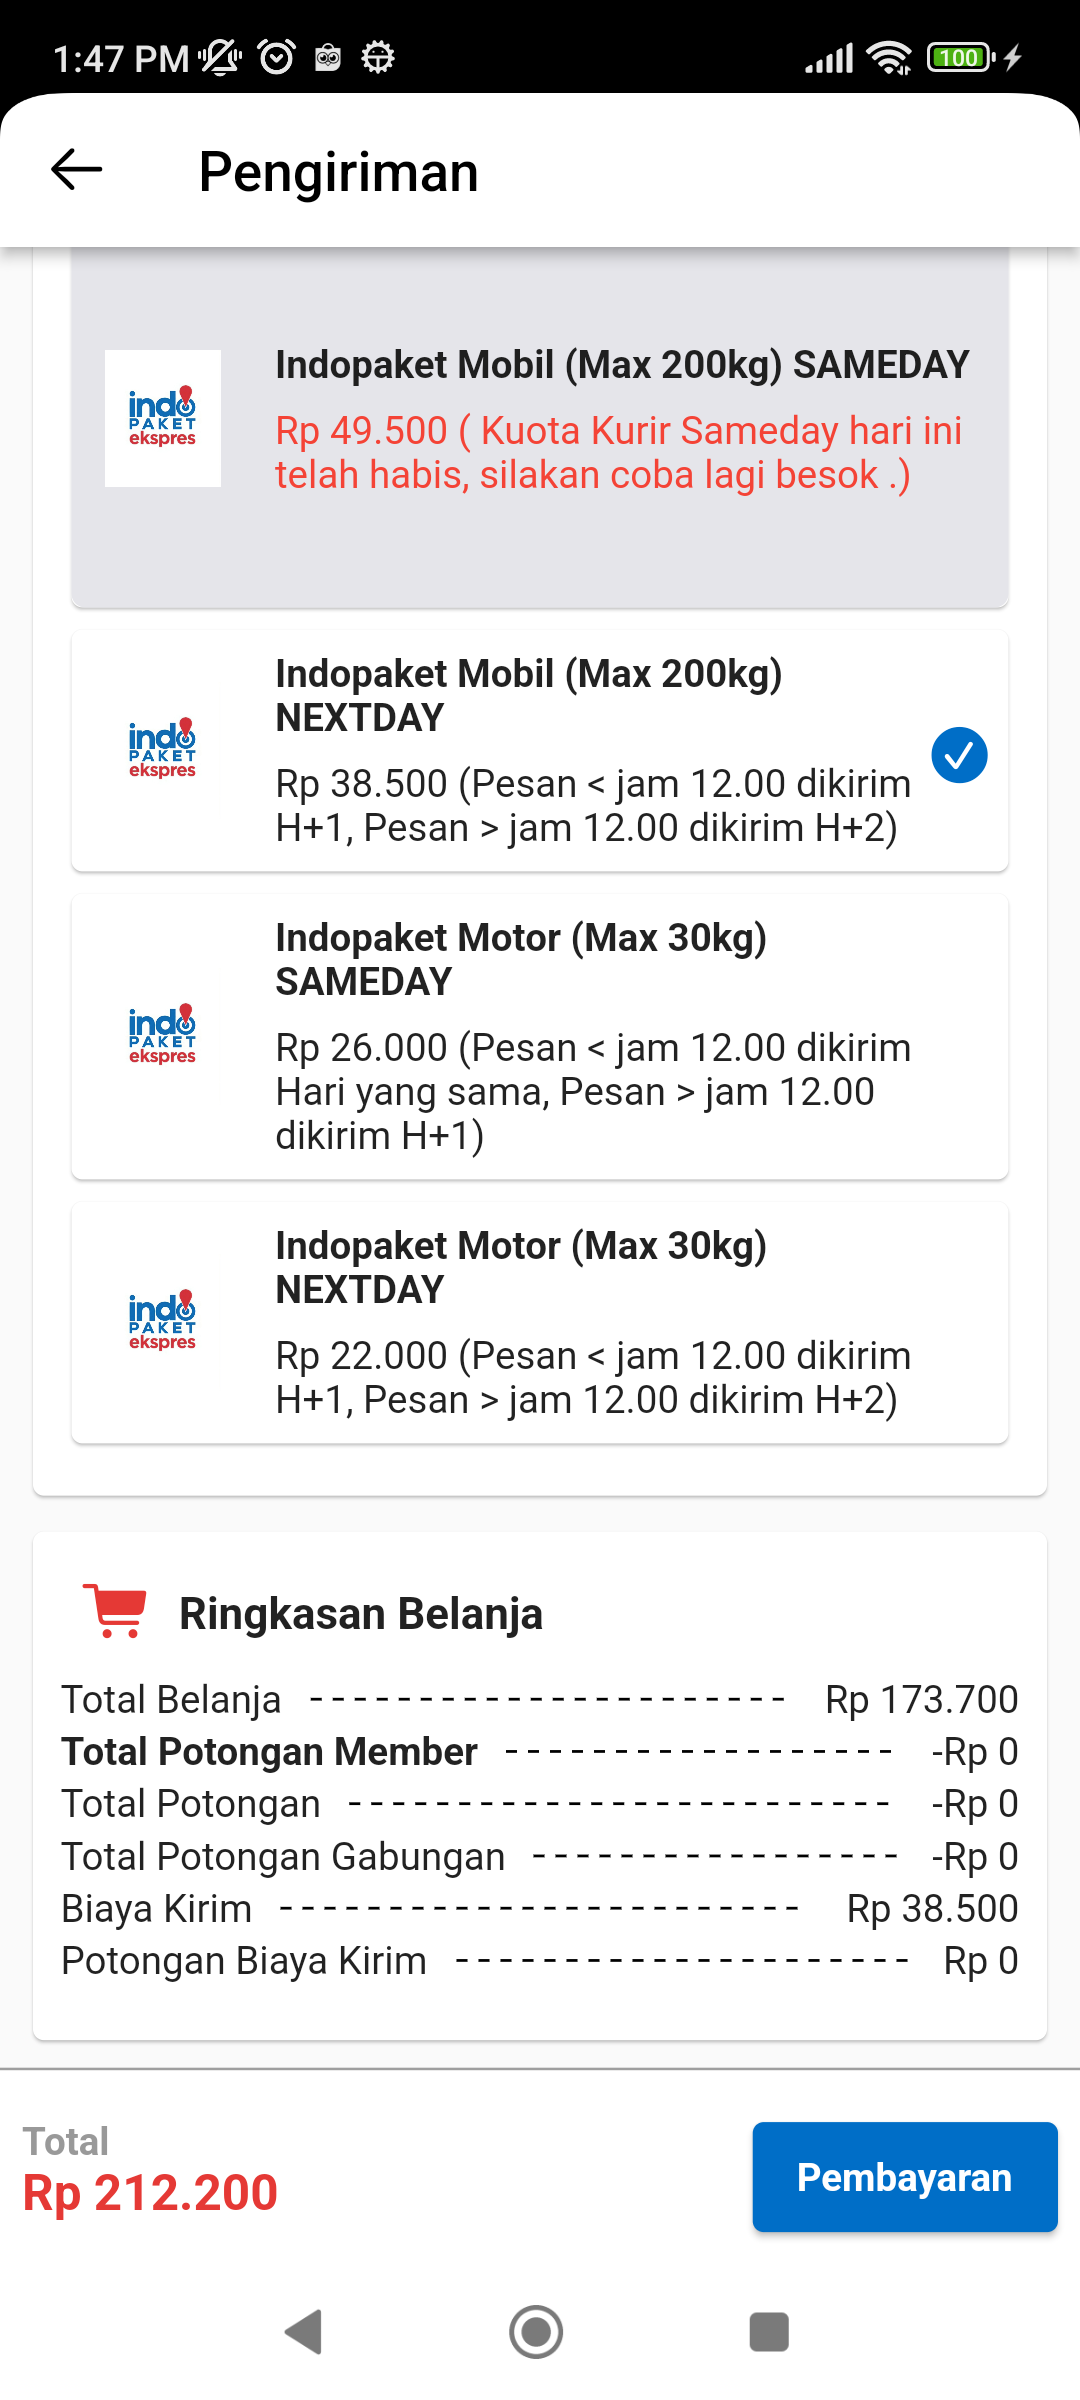 1:47 PM
100
Pengiriman
indo
PAKET
ekspres
Indopaket Mobil (Max 200kg) SAMEDAY
Rp 49.500 ( Kuota Kurir Sameday hari ini
telah habis, silakan coba lagi besok .)
indo
PAKET
ekspres
Indopaket Mobil (Max 200kg)
NEXTDAY
Rp 38.500 (Pesan < jam 12.00 dikirim
H+1, Pesan > jam 12.00 dikirim H+2)
indo
PAKET
ekspres
Indopaket Motor (Max 30kg)
SAMEDAY
Rp 26.000 (Pesan < jam 12.00 dikirim
Hari yang sama, Pesan > jam 12.00
dikirim H+1)
indo
PAKET
ekspres
Indopaket Motor (Max 30kg)
NEXTDAY
Rp 22.000 (Pesan < jam 12.00 dikirim
H+1, Pesan > jam 12.00 dikirim H+2)
Ringkasan Belanja
Total Belanja ---------------------- Rp 173.700
Total Potongan Member ------------------ -Rp 0
Total Potongan ------------------------- -Rp 0
Total Potongan Gabungan ----------------- -Rp 0
Biaya Kirim ------------------------ Rp 38.500
Potongan Biaya Kirim --------------------- Rp 0
Total
Rp 212.200
Pembayaran